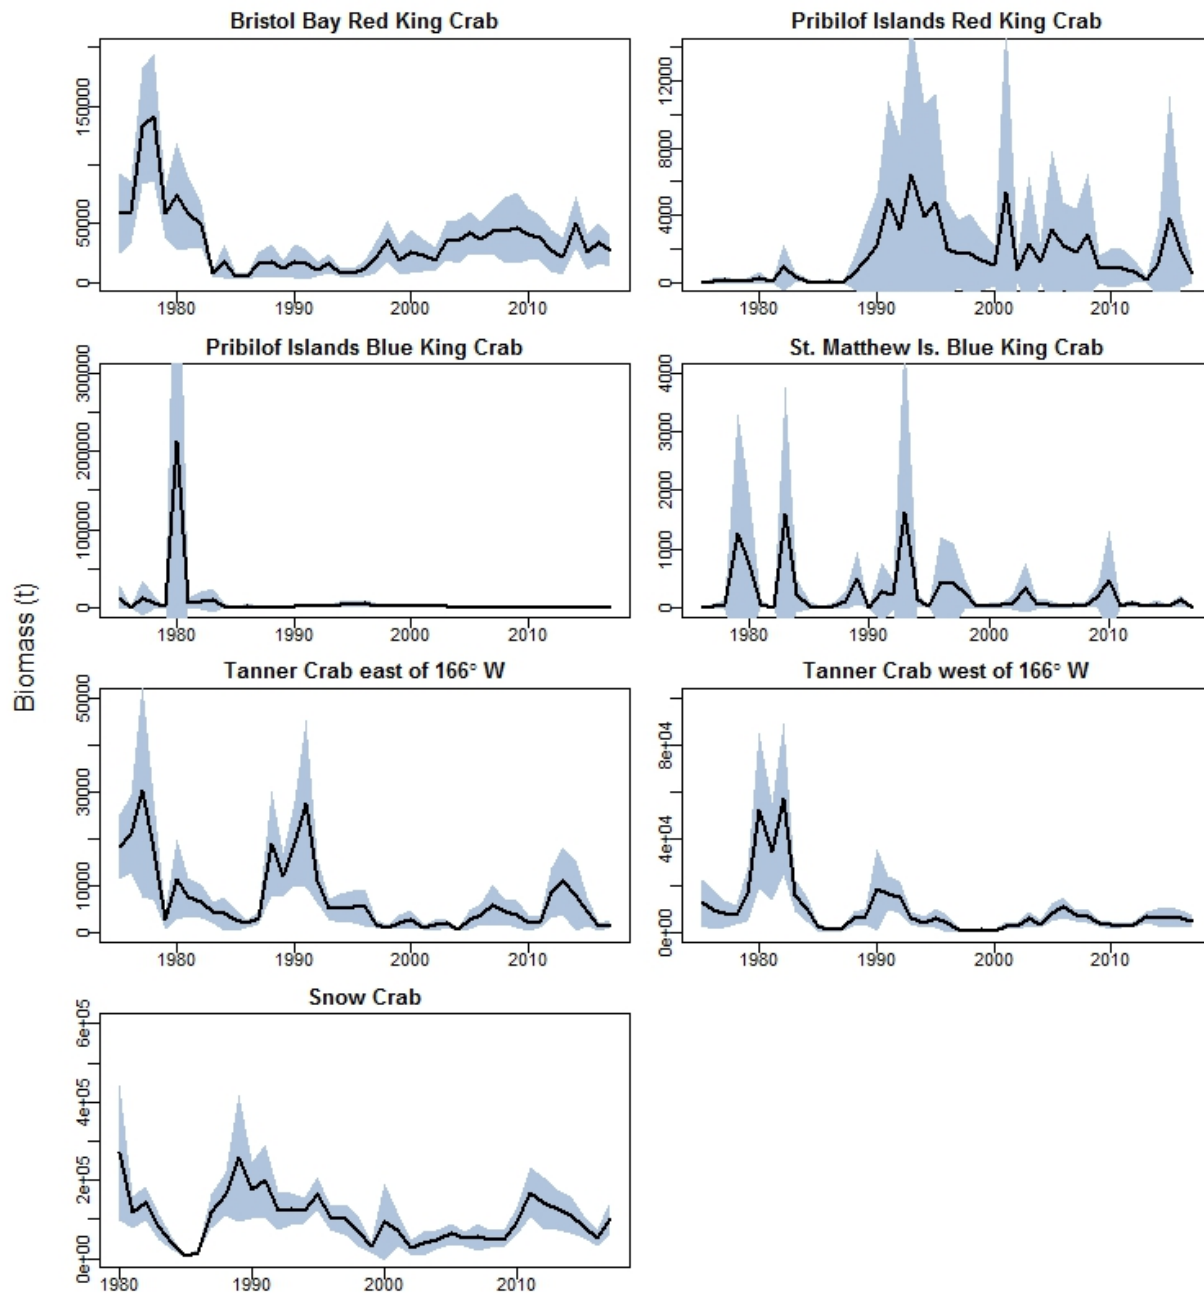 Bristol Bay Red King Crab
150000
50000
0
1980 1990 2000 2010
Pribilof Islands Red King Crab
12000
8000
4000
0
1980 1990 2000 2010
Pribilof Islands Blue King Crab
300000
200000
100000
0
1980 1990 2000 2010
St. Matthew Is. Blue King Crab
4000
3000
2000
1000
0
1980 1990 2000 2010
Biomass (t)
Tanner Crab east of 166° W
50000
30000
10000
0
1980 1990 2000 2010
Tanner Crab west of 166° W
8e+04
4e+04
0e+00
1980 1990 2000 2010
Snow Crab
6e+05
4e+05
2e+05
0e+00
1980 1990 2000 2010